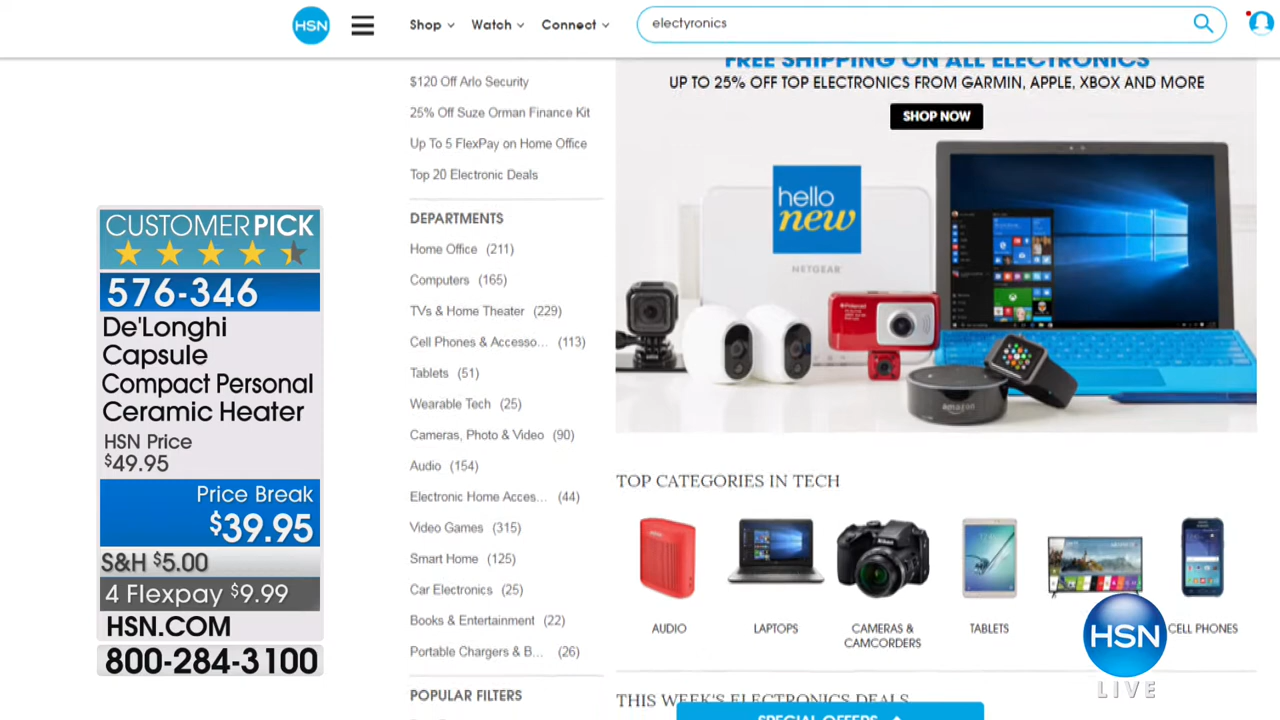 HSN
Shop
Watch
Connect
electyronics
CUSTOMER PICK
576-346
De'Longhi
Capsule
Compact Personal
Ceramic Heater
HSN Price
$49.95
Price Break
$39.95
S&H $5.00
4 Flexpay $9.99
HSN.COM
800-284-3100
$120 Off Arlo Security
25% Off Suze Orman Finance Kit
Up To 5 FlexPay on Home Office
Top 20 Electronic Deals
DEPARTMENTS
Home Office (211)
Computers (165)
TVs & Home Theater (229)
Cell Phones & Accesso... (113)
Tablets (51)
Wearable Tech (25)
Cameras, Photo & Video (90)
Audio (154)
Electronic Home Acces... (44)
Video Games (315)
Smart Home (125)
Car Electronics (25)
Books & Entertainment (22)
Portable Chargers & B... (26)
POPULAR FILTERS
FREE SHIPPING ON ALL ELECTRONICS
UP TO 25% OFF TOP ELECTRONICS FROM GARMIN, APPLE, XBOX AND MORE
SHOP NOW
hello
new
NETGEAR
Polaroid
amazon
TOP CATEGORIES IN TECH
Nikon
AUDIO
LAPTOPS
CAMERAS &
CAMCORDERS
TABLETS
CELL PHONES
HSN
LIVE
THIS WEEK'S ELECTRONICS DEALS
SPECIAL OFFERS